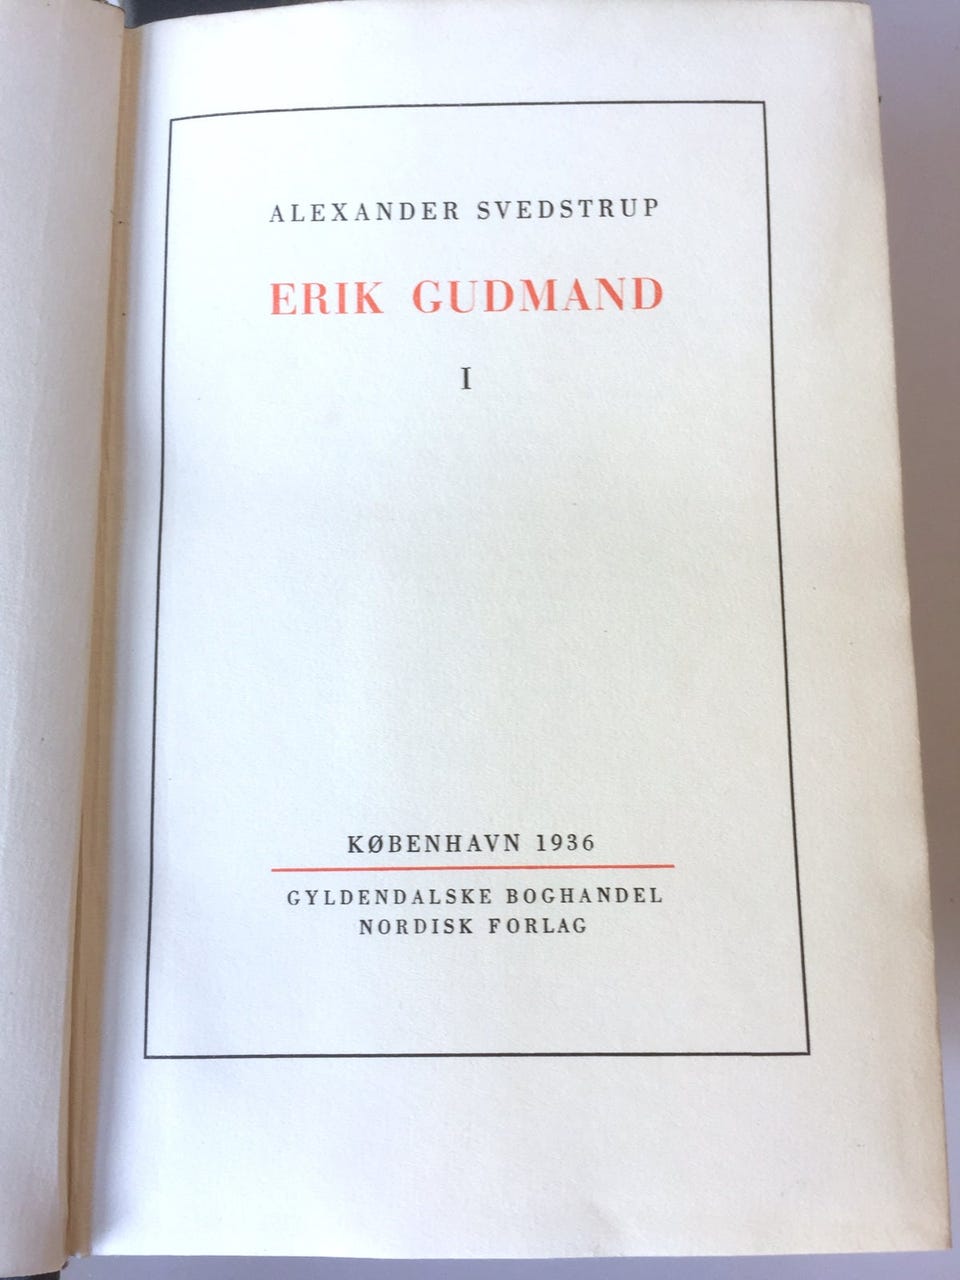 ALEXANDER SVEDSTRUP
ERIK GUDMAND
I
KØBENHAVN 1936
GYLDENDALSKE BOGHANDEL
NORDISK FORLAG